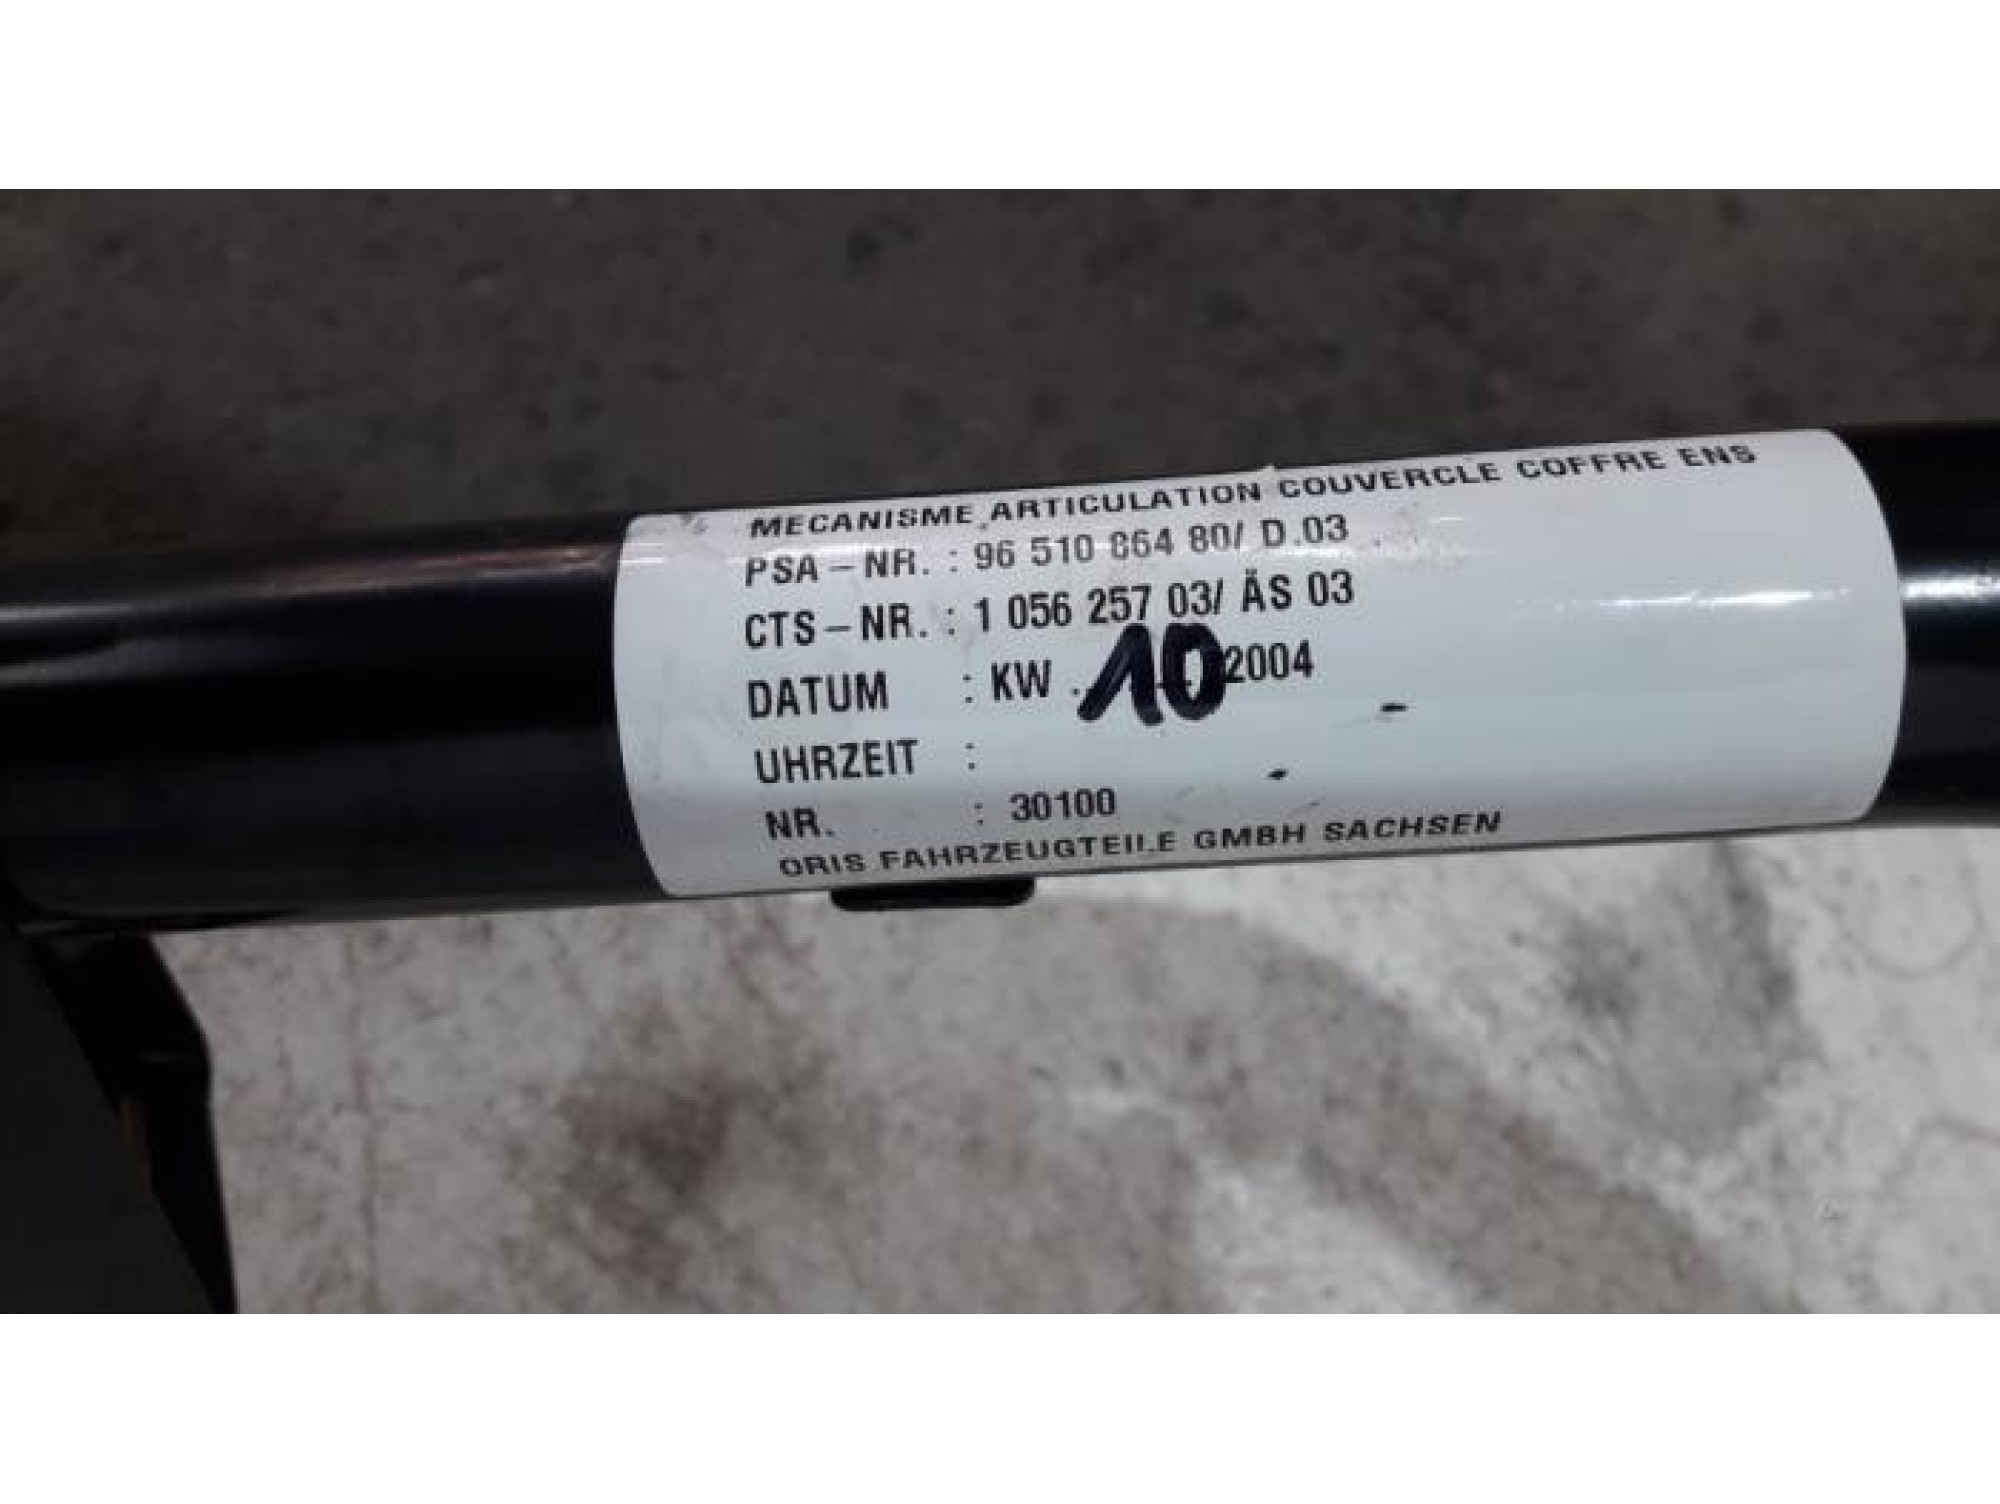 MECANISME ARTICULATION COUVERCLE COFFRE ENS
PSA-NR. : 96 510 864 80/ D.03
CTS-NR. : 1 056 257 03/ ÄS 03
DATUM : KW . 10 2004
UHRZEIT :
NR. : 30100
ORIS FAHRZEUGTEILE GMBH SACHSEN